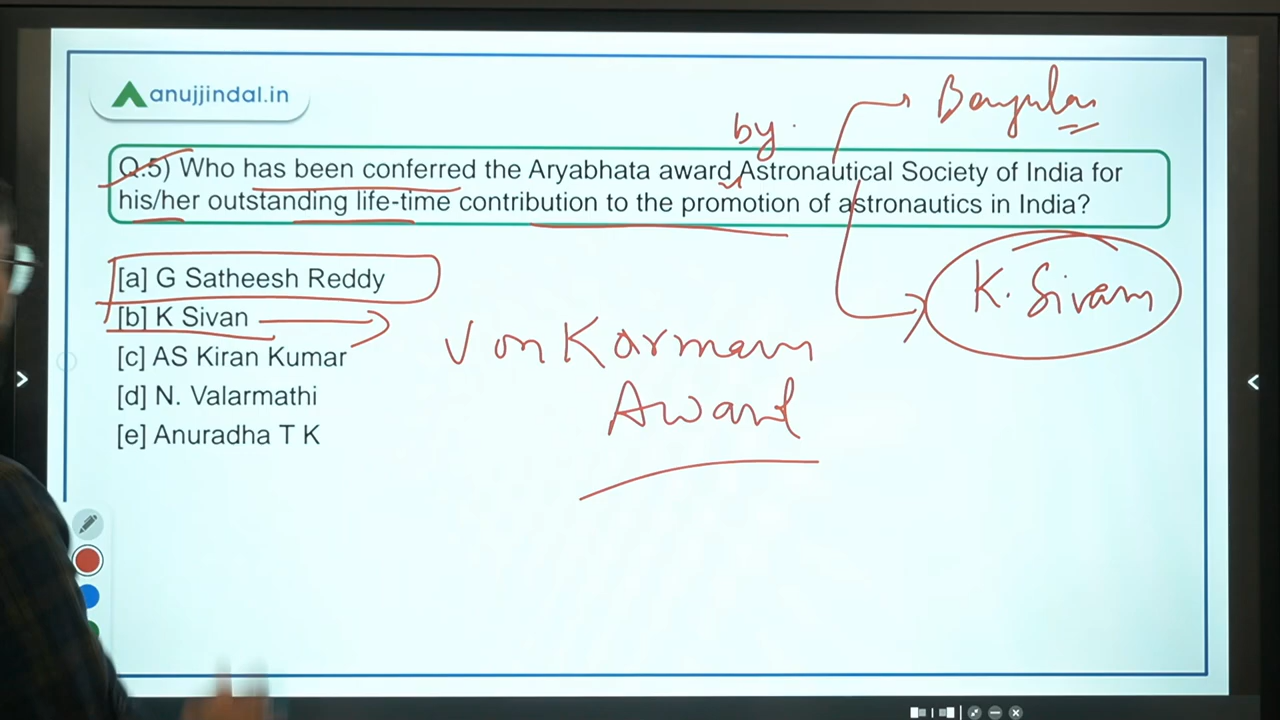 anujjindal.in
Bengaluru
by
Q.5) Who has been conferred the Aryabhata award Astronautical Society of India for
his/her outstanding life-time contribution to the promotion of astronautics in India?
[a] G Satheesh Reddy
K. Sivan
[b] K Sivan
Von Karman
[c] AS Kiran Kumar
Award
[d] N. Valarmathi
[e] Anuradha T K